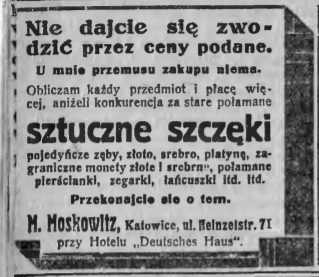 Nie dajcie się zwo-
dzić przez ceny podane.
U mnie przemusu zakupu niema.
Obliczam każdy przedmiot i płacę wię-
cej, aniżeli konkurencja za stare połamane
sztuczne szczęki
pojedyńcze zęby, złoto, srebro, platynę, za-
graniczne monety złote i srebrne, połamane
pierścianki, zegarki, łańcuszki itd. itd.
Przekonajcie się o tem.
M. Moskowitz, Katowice, ul. Heinzelstr. 71
przy Hotelu „Deutsches Haus".